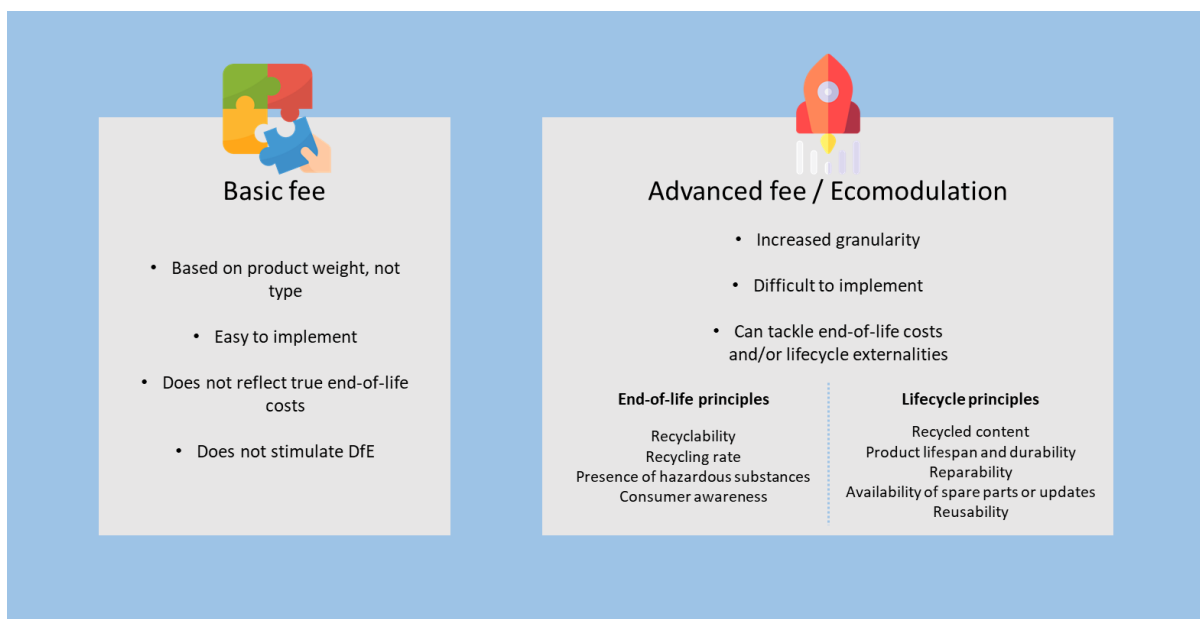 Basic fee
• Based on product weight, not
type
• Easy to implement
• Does not reflect true end-of-life
costs
• Does not stimulate DfE
Advanced fee / Ecomodulation
• Increased granularity
• Difficult to implement
• Can tackle end-of-life costs
and/or lifecycle externalities
End-of-life principles
Recyclability
Recycling rate
Presence of hazardous substances
Consumer awareness
Lifecycle principles
Recycled content
Product lifespan and durability
Reparability
Availability of spare parts or updates
Reusability